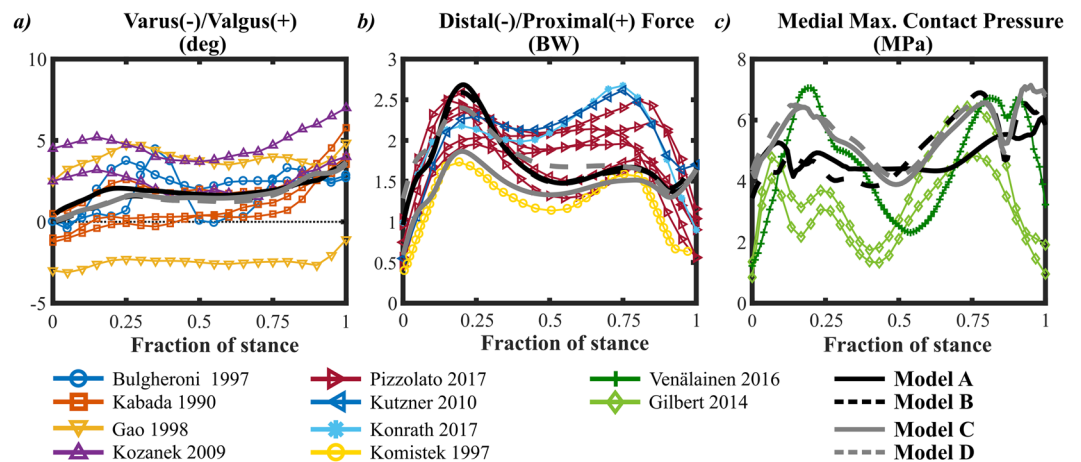 a) Varus(-)/Valgus(+) (deg)
10
5
0
-5
0 0.25 0.5 0.75 1
Fraction of stance
b) Distal(-)/Proximal(+) Force (BW)
3
2.5
2
1.5
1
0.5
0
0 0.25 0.5 0.75 1
Fraction of stance
c) Medial Max. Contact Pressure (MPa)
8
6
4
2
0
0 0.25 0.5 0.75 1
Fraction of stance
Bulgheroni 1997
Kabada 1990
Gao 1998
Kozanek 2009
Pizzolato 2017
Kutzner 2010
Konrath 2017
Komistek 1997
Venäläinen 2016
Gilbert 2014
Model A
Model B
Model C
Model D